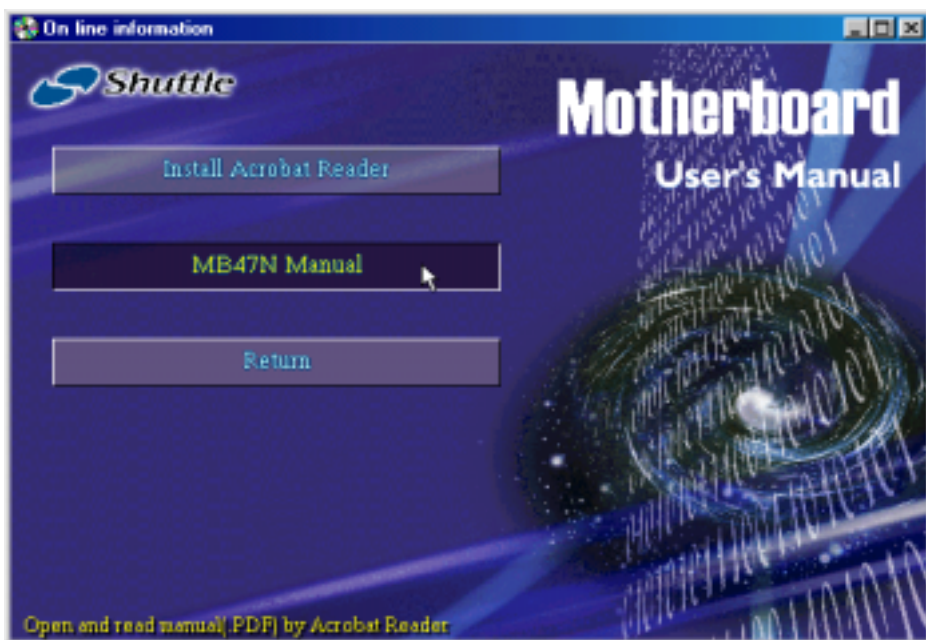 On line information
Shuttle
Motherboard
User's Manual
Install Acrobat Reader
MB47N Manual
Return
Open and read manual(.PDF) by Acrobat Reader